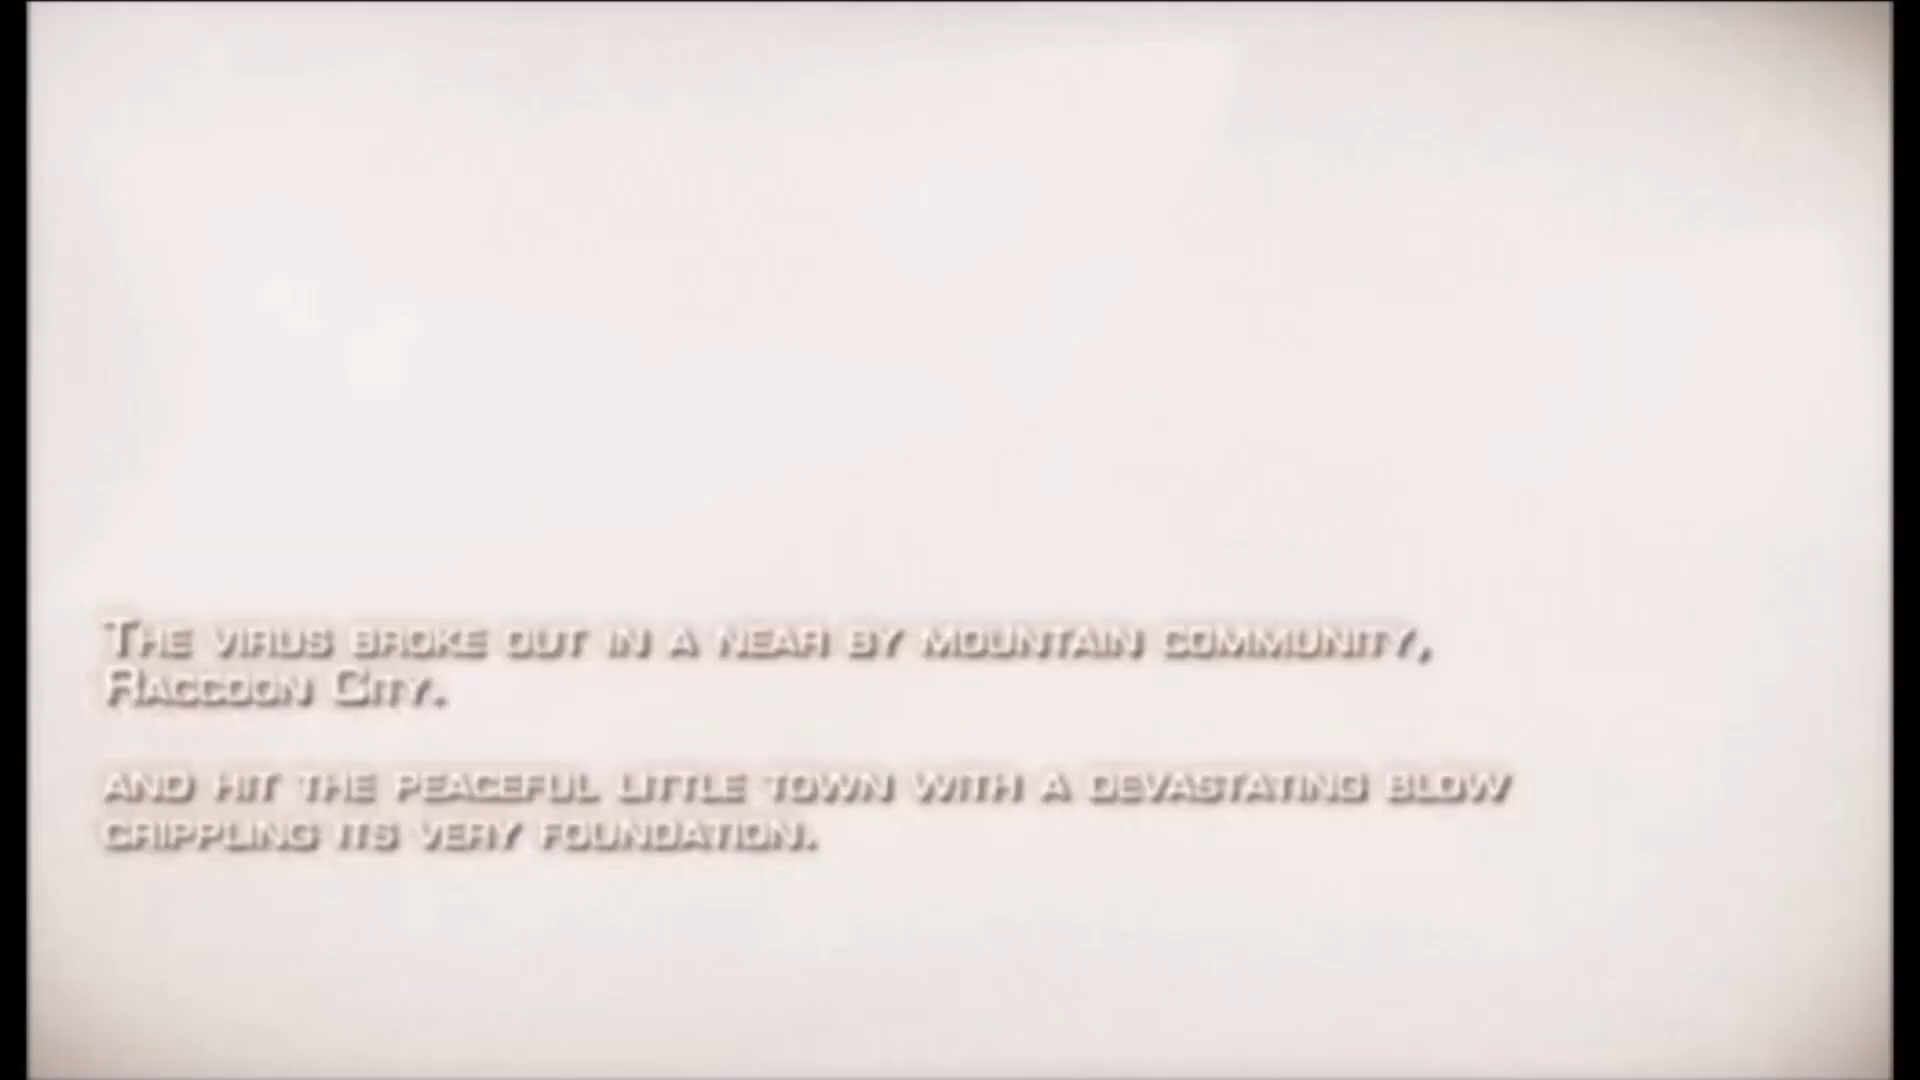 The virus broke out in a near by mountain community,
Raccoon City.
and hit the peaceful little town with a devastating blow
crippling its very foundation.